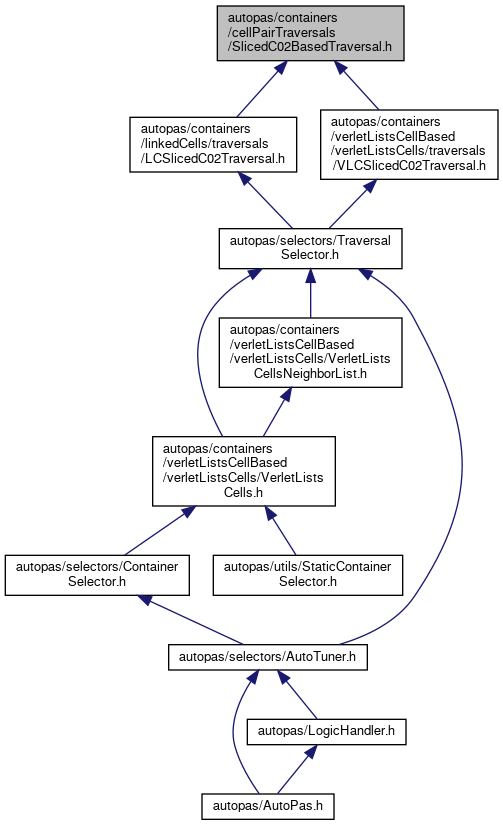 autopas/containers
/cellPairTraversals
/SlicedC02BasedTraversal.h
autopas/containers
/linkedCells/traversals
/LCSlicedC02Traversal.h
autopas/containers
/verletListsCellBased
/verletListsCells/traversals
/VLCSlicedC02Traversal.h
autopas/selectors/Traversal
Selector.h
autopas/containers
/verletListsCellBased
/verletListsCells/VerletLists
CellsNeighborList.h
autopas/containers
/verletListsCellBased
/verletListsCells/VerletLists
Cells.h
autopas/selectors/Container
Selector.h
autopas/utils/StaticContainer
Selector.h
autopas/selectors/AutoTuner.h
autopas/LogicHandler.h
autopas/AutoPas.h